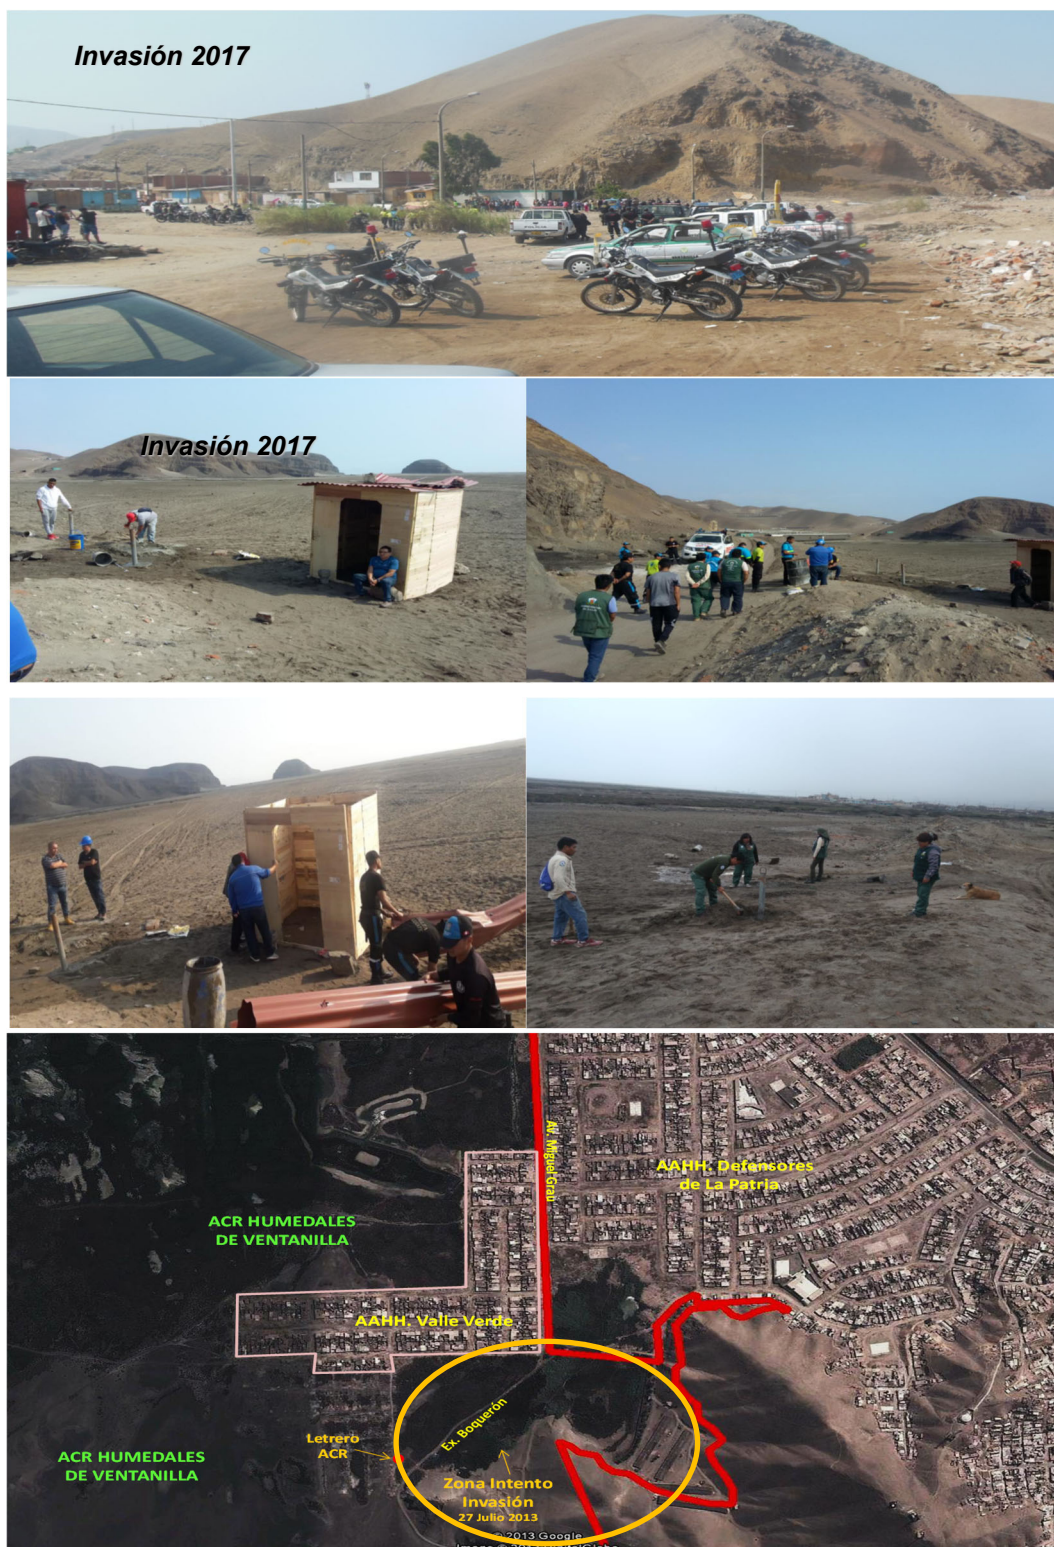 Invasión 2017
Invasión 2017
Av. Miguel Grau
AAHH. Defensores
de La Patria
ACR HUMEDALES
DE VENTANILLA
AAHH. Valle Verde
Ex. Boquerón
Letrero
ACR
ACR HUMEDALES
DE VENTANILLA
Zona Intento
Invasión
27 Julio 2013
© 2013 Google